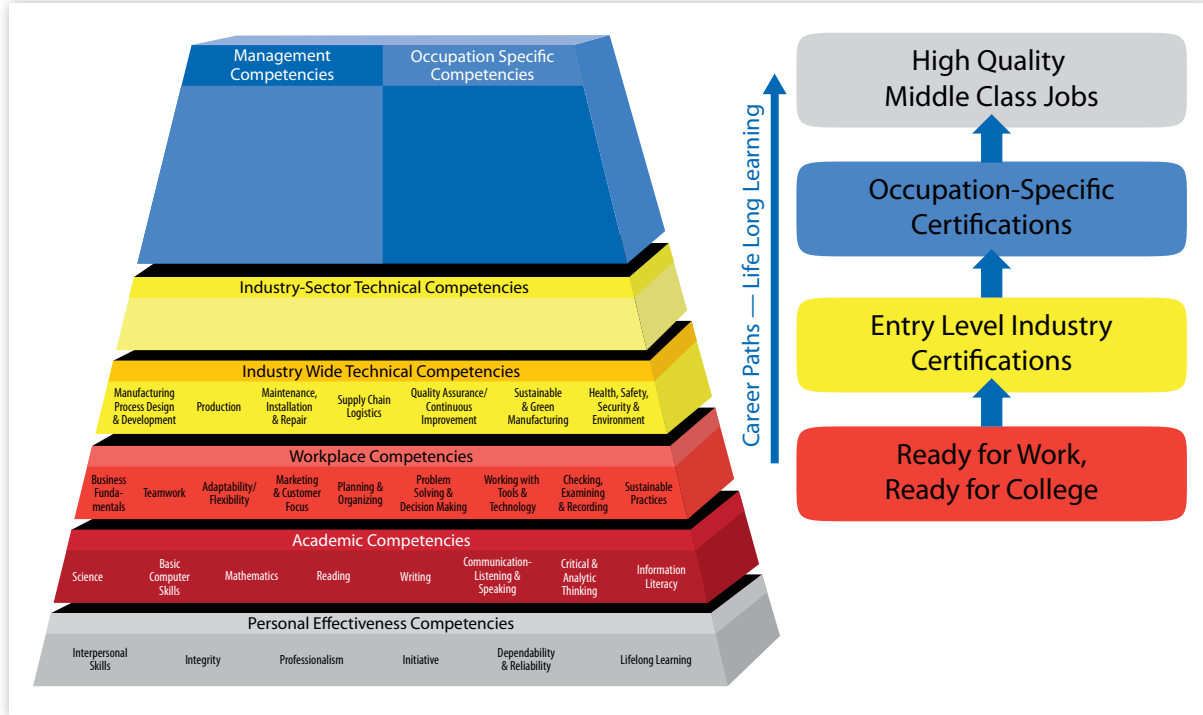 Management
Competencies
Occupation Specific
Competencies
Industry-Sector Technical Competencies
Industry Wide Technical Competencies
Manufacturing
Process Design
& Development
Production
Maintenance,
Installation
& Repair
Supply Chain
Logistics
Quality Assurance/
Continuous
Improvement
Sustainable
& Green
Manufacturing
Health, Safety,
Security &
Environment
Workplace Competencies
Business
Funda-
mentals
Teamwork
Adaptability/
Flexibility
Marketing
& Customer
Focus
Planning &
Organizing
Problem
Solving &
Decision Making
Working with
Tools &
Technology
Checking,
Examining
& Recording
Sustainable
Practices
Academic Competencies
Science
Basic
Computer
Skills
Mathematics
Reading
Writing
Communication-
Listening &
Speaking
Critical &
Analytic
Thinking
Information
Literacy
Personal Effectiveness Competencies
Interpersonal
Skills
Integrity
Professionalism
Initiative
Dependability
& Reliability
Lifelong Learning
Career Paths — Life Long Learning
High Quality
Middle Class Jobs
Occupation-Specific
Certifications
Entry Level Industry
Certifications
Ready for Work,
Ready for College